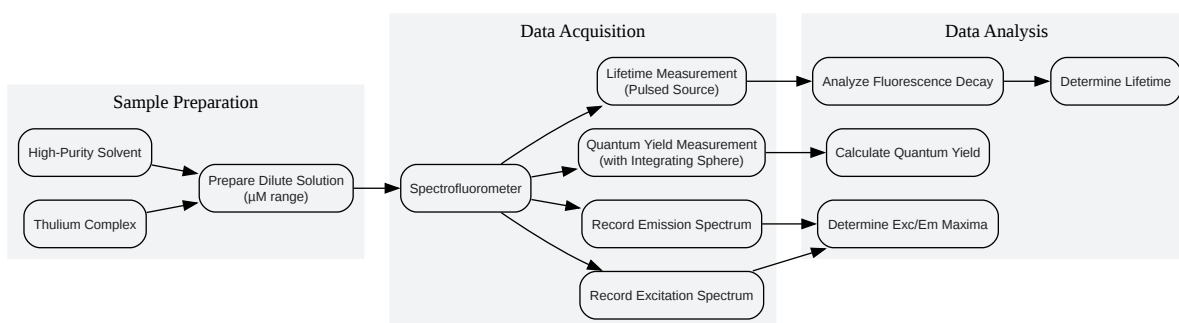 Sample Preparation
High-Purity Solvent
Thulium Complex
Prepare Dilute Solution
(µM range)
Data Acquisition
Spectrofluorometer
Lifetime Measurement
(Pulsed Source)
Quantum Yield Measurement
(with Integrating Sphere)
Record Emission Spectrum
Record Excitation Spectrum
Data Analysis
Analyze Fluorescence Decay
Determine Lifetime
Calculate Quantum Yield
Determine Exc/Em Maxima